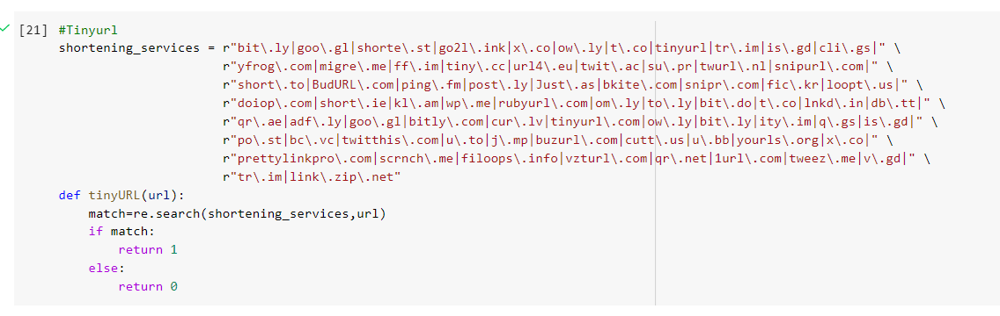 [21] #Tinyurl
shortening_services = r"bit\.ly|goo\.gl|shorte\.st|go2l\.ink|x\.co|ow\.ly|t\.co|tinyurl|tr\.im|is\.gd|cli\.gs|" \
r"yfrog\.com|migre\.me|ff\.im|tiny\.cc|url4\.eu|twit\.ac|su\.pr|twurl\.nl|snipurl\.com|" \
r"short\.to|BudURL\.com|ping\.fm|post\.ly|Just\.as|bkite\.com|snipr\.com|fic\.kr|loopt\.us|" \
r"doiop\.com|short\.ie|kl\.am|wp\.me|rubyurl\.com|om\.ly|to\.ly|bit\.do|t\.co|lnkd\.in|db\.tt|" \
r"qr\.ae|adf\.ly|goo\.gl|bitly\.com|cur\.lv|tinyurl\.com|ow\.ly|bit\.ly|ity\.im|q\.gs|is\.gd|" \
r"po\.st|bc\.vc|twitthis\.com|u\.to|j\.mp|buzurl\.com|cutt\.us|u\.bb|yourls\.org|x\.co|" \
r"prettylinkpro\.com|scrnch\.me|filoops\.info|vzturl\.com|qr\.net|1url\.com|tweez\.me|v\.gd|" \
r"tr\.im|link\.zip\.net"
def tinyURL(url):
match=re.search(shortening_services,url)
if match:
return 1
else:
return 0